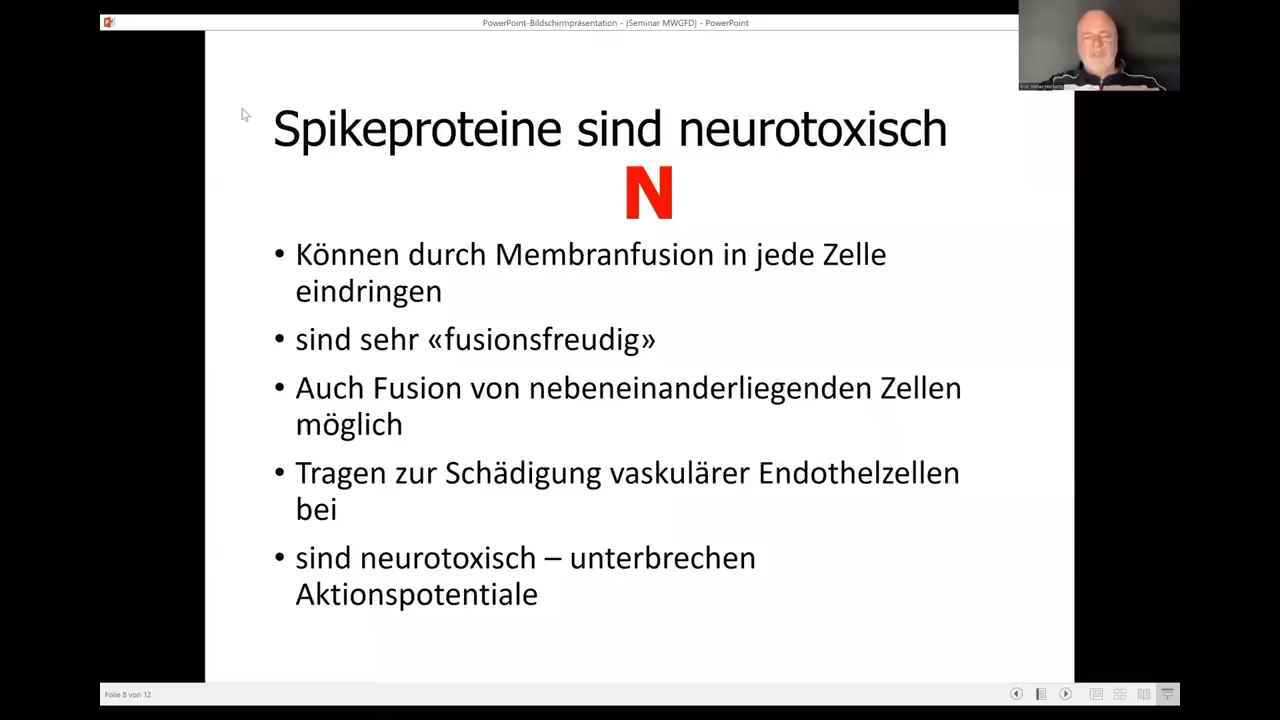 PowerPoint-Bildschirmpräsentation - [Seminar MWGFD] - PowerPoint
Spikeproteine sind neurotoxisch
N
• Können durch Membranfusion in jede Zelle
eindringen
• sind sehr «fusionsfreudig»
• Auch Fusion von nebeneinanderliegenden Zellen
möglich
• Tragen zur Schädigung vaskulärer Endothelzellen
bei
• sind neurotoxisch – unterbrechen
Aktionspotentiale
Folie 8 von 12